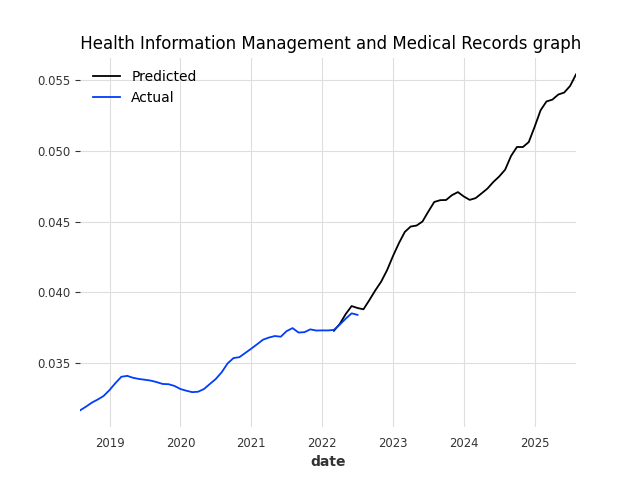 Health Information Management and Medical Records graph
Predicted
Actual
0.055
0.050
0.045
0.040
0.035
2019 2020 2021 2022 2023 2024 2025
date